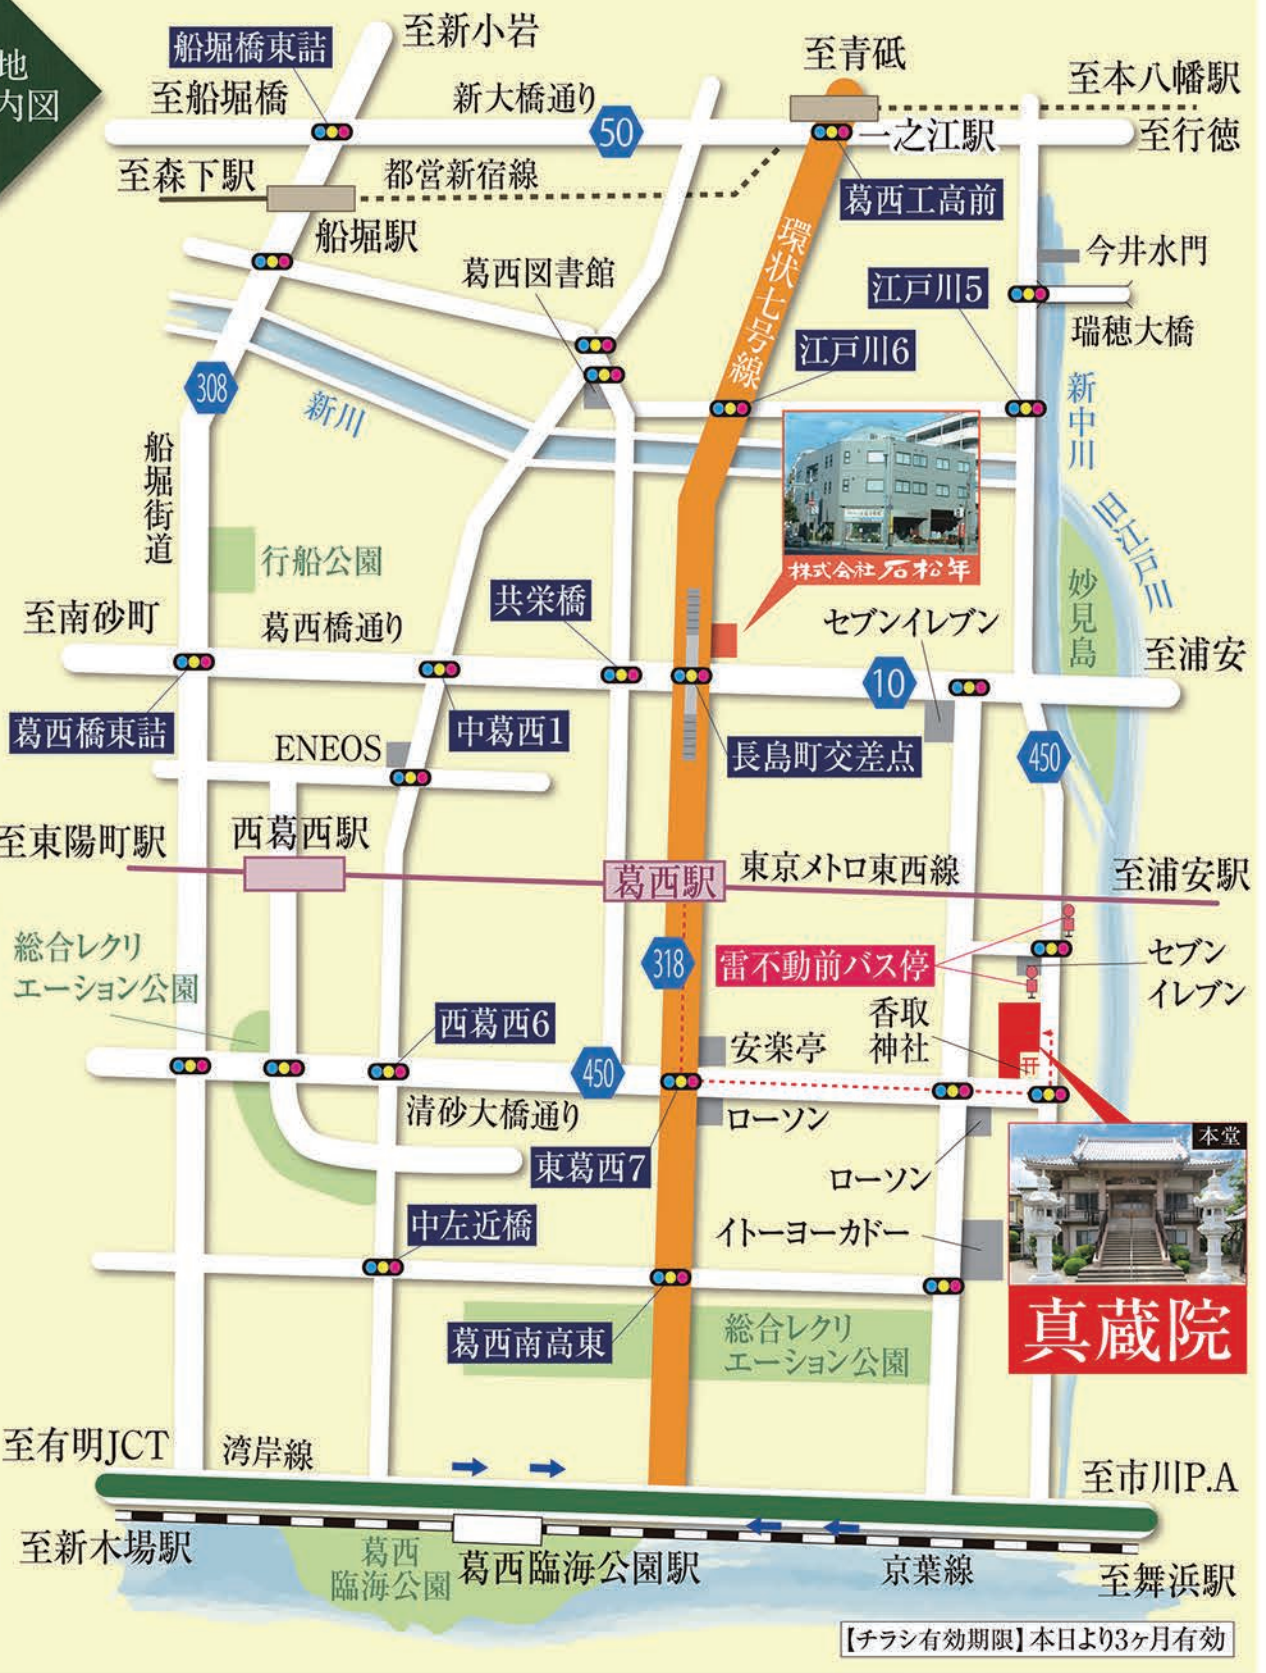 地
内図
船堀橋東詰
至新小岩
至青砥
至本八幡駅
至船堀橋
新大橋通り
50
一之江駅
至行徳
至森下駅
都営新宿線
葛西工高前
船堀駅
環状七号線
今井水門
葛西図書館
江戸川5
瑞穂大橋
江戸川6
308
新川
新中川
船堀街道
旧江戸川
株式会社石松年
行船公園
共栄橋
妙見島
至南砂町
葛西橋通り
セブンイレブン
至浦安
10
葛西橋東詰
中葛西1
ENEOS
長島町交差点
450
至東陽町駅
西葛西駅
葛西駅
東京メトロ東西線
至浦安駅
総合レクリ
エーション公園
318
雷不動前バス停
セブン
イレブン
西葛西6
香取
神社
安楽亭
450
清砂大橋通り
ローソン
東葛西7
本堂
ローソン
中左近橋
イトーヨーカドー
真蔵院
葛西南高東
総合レクリ
エーション公園
至有明JCT
湾岸線
至市川P.A
至新木場駅
葛西
臨海公園
葛西臨海公園駅
京葉線
至舞浜駅
【チラシ有効期限】本日より3ヶ月有効